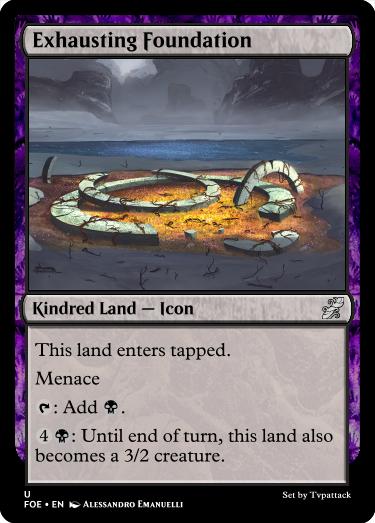 Exhausting Foundation
Kindred Land — Icon
This land enters tapped.
Menace
: Add .
4 : Until end of turn, this land also
becomes a 3/2 creature.
U
FOE • EN Alessandro Emanuelli
Set by Tvpattack